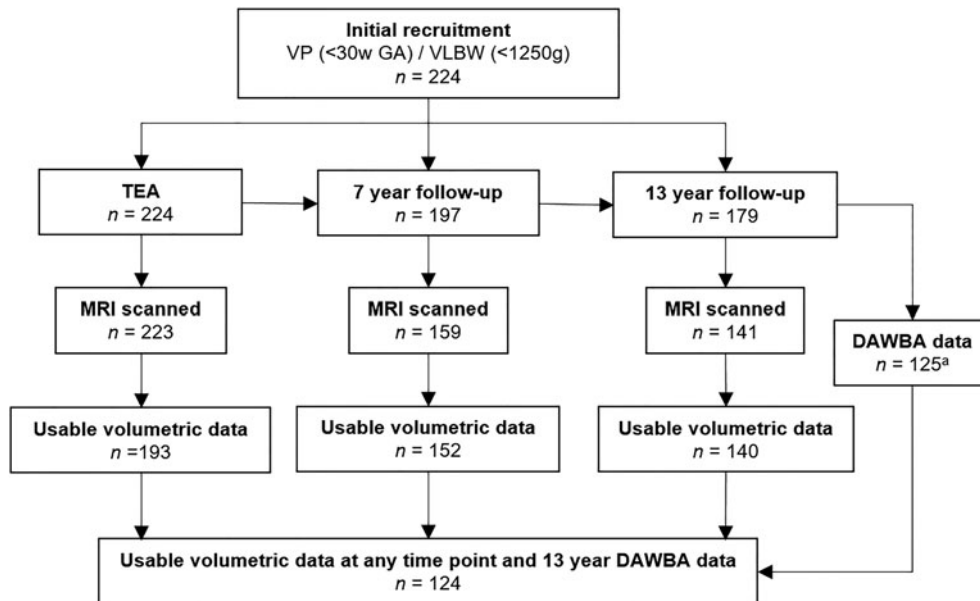 Initial recruitment
VP (<30w GA) / VLBW (<1250g)
n = 224
TEA
n = 224
7 year follow-up
n = 197
13 year follow-up
n = 179
MRI scanned
n = 223
MRI scanned
n = 159
MRI scanned
n = 141
DAWBA data
n = 125ᵃ
Usable volumetric data
n =193
Usable volumetric data
n = 152
Usable volumetric data
n = 140
Usable volumetric data at any time point and 13 year DAWBA data
n = 124